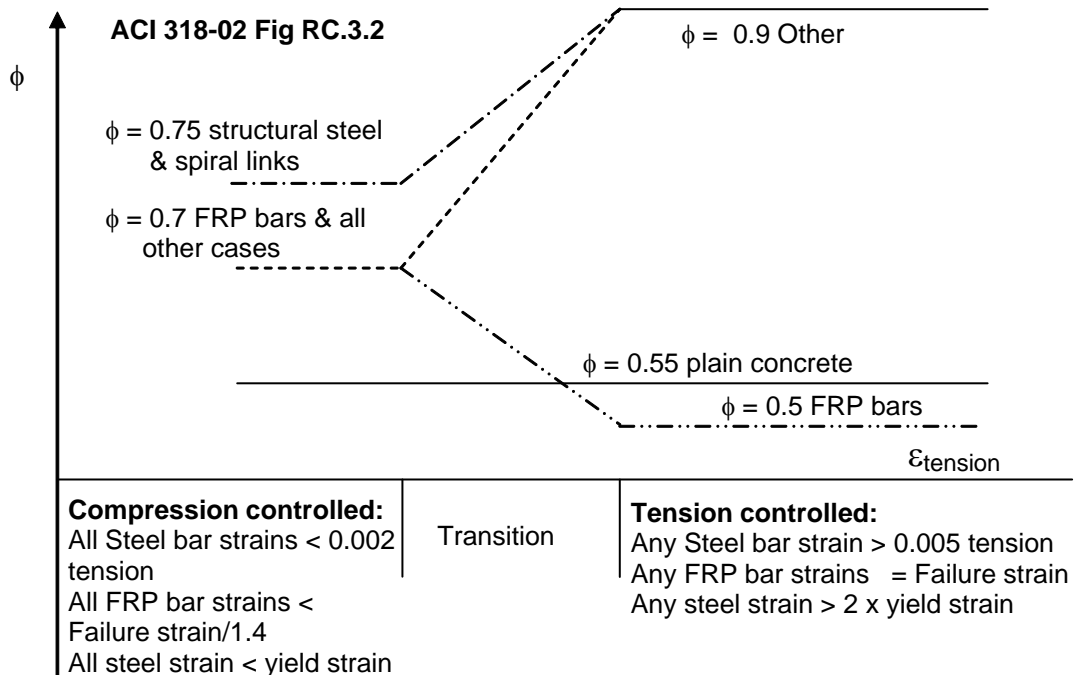 ACI 318-02 Fig RC.3.2
ϕ
ϕ = 0.9 Other
ϕ = 0.75 structural steel
& spiral links
ϕ = 0.7 FRP bars & all
other cases
ϕ = 0.55 plain concrete
ϕ = 0.5 FRP bars
εtension
Compression controlled:
All Steel bar strains < 0.002
tension
All FRP bar strains <
Failure strain/1.4
All steel strain < yield strain
Transition
Tension controlled:
Any Steel bar strain > 0.005 tension
Any FRP bar strains = Failure strain
Any steel strain > 2 x yield strain